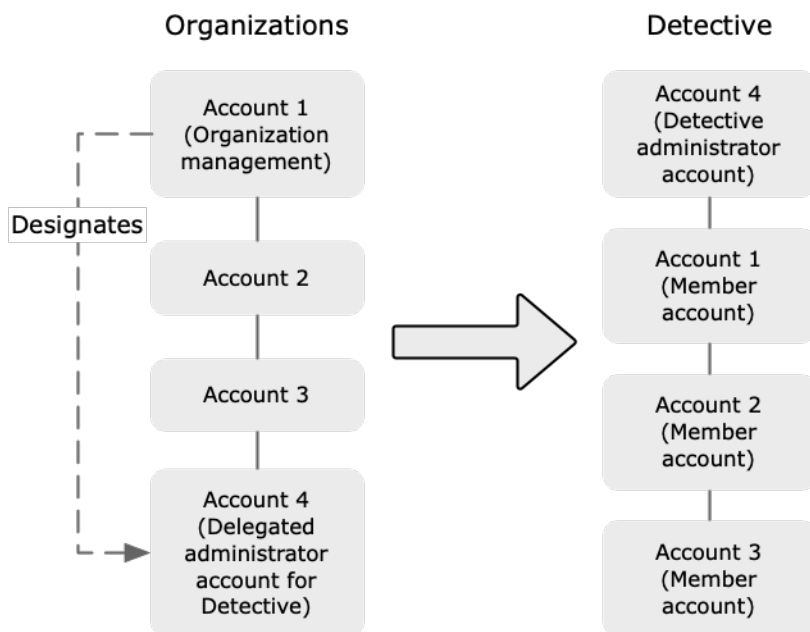 Organizations
Account 1
(Organization
management)
Designates
Account 2
Account 3
Account 4
(Delegated
administrator
account for
Detective)
Detective
Account 4
(Detective
administrator
account)
Account 1
(Member
account)
Account 2
(Member
account)
Account 3
(Member
account)